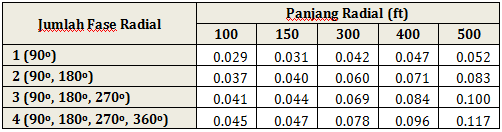 Jumlah Fase Radial Panjang Radial (ft)
100 150 300 400 500
1 (90º) 0.029 0.031 0.042 0.047 0.052
2 (90º, 180º) 0.037 0.040 0.060 0.071 0.083
3 (90º, 180º, 270º) 0.041 0.044 0.069 0.084 0.100
4 (90º, 180º, 270º, 360º) 0.045 0.047 0.078 0.096 0.117